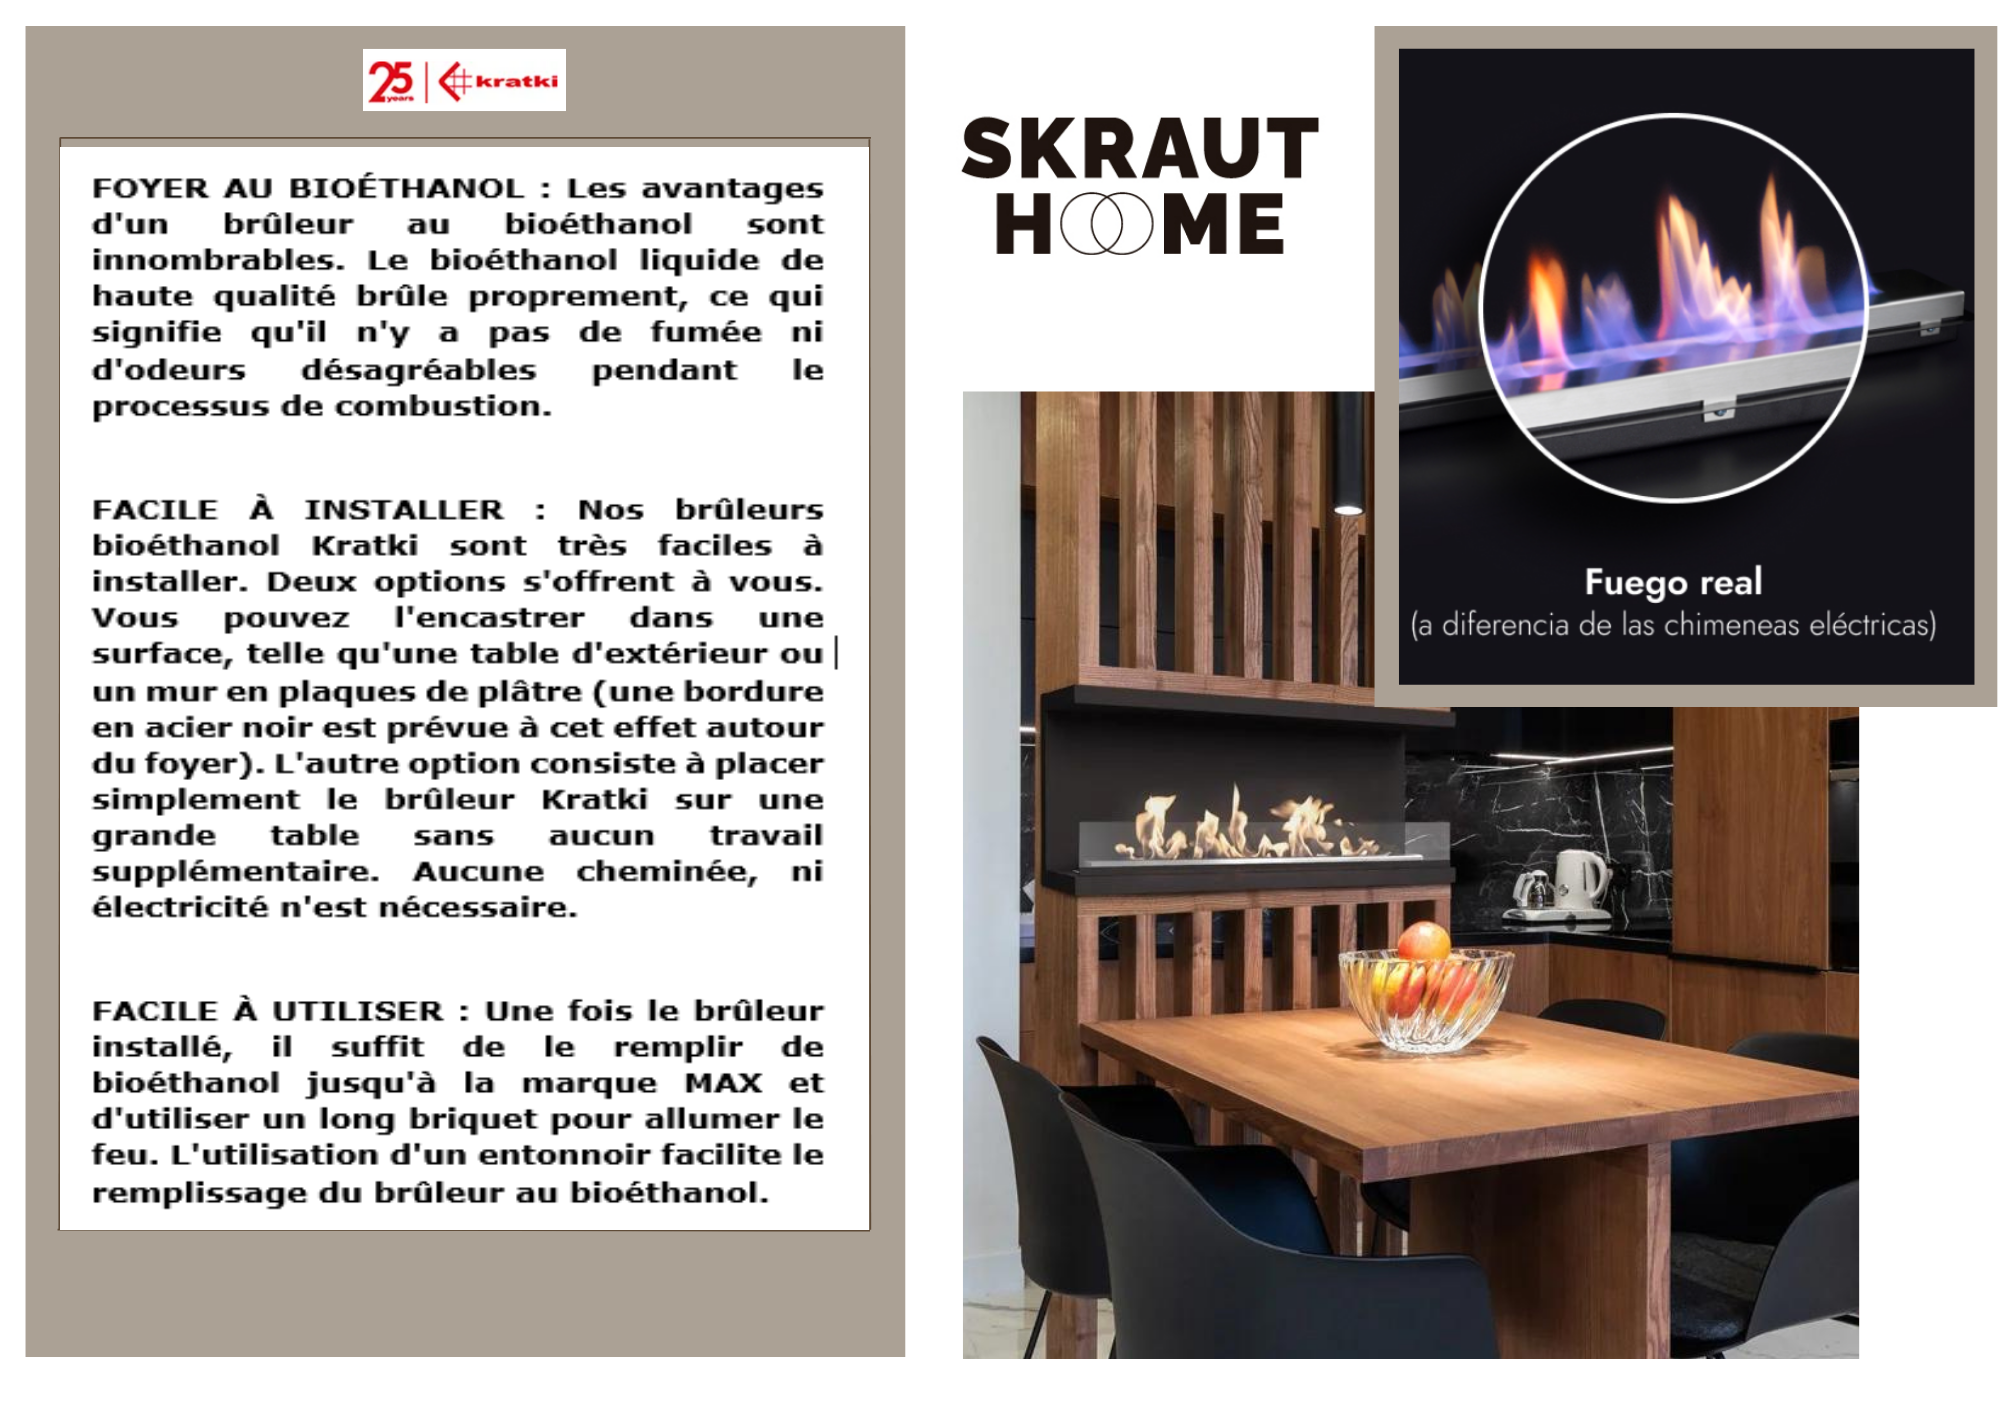 25 years
kratki
FOYER AU BIOÉTHANOL : Les avantages
d'un brûleur au bioéthanol sont
innombrables. Le bioéthanol liquide de
haute qualité brûle proprement, ce qui
signifie qu'il n'y a pas de fumée ni
d'odeurs désagréables pendant le
processus de combustion.
FACILE À INSTALLER : Nos brûleurs
bioéthanol Kratki sont très faciles à
installer. Deux options s'offrent à vous.
Vous pouvez l'encastrer dans une
surface, telle qu'une table d'extérieur ou
un mur en plaques de plâtre (une bordure
en acier noir est prévue à cet effet autour
du foyer). L'autre option consiste à placer
simplement le brûleur Kratki sur une
grande table sans aucun travail
supplémentaire. Aucune cheminée, ni
électricité n'est nécessaire.
FACILE À UTILISER : Une fois le brûleur
installé, il suffit de le remplir de
bioéthanol jusqu'à la marque MAX et
d'utiliser un long briquet pour allumer le
feu. L'utilisation d'un entonnoir facilite le
remplissage du brûleur au bioéthanol.
SKRAUT
HOME
Fuego real
(a diferencia de las chimeneas eléctricas)